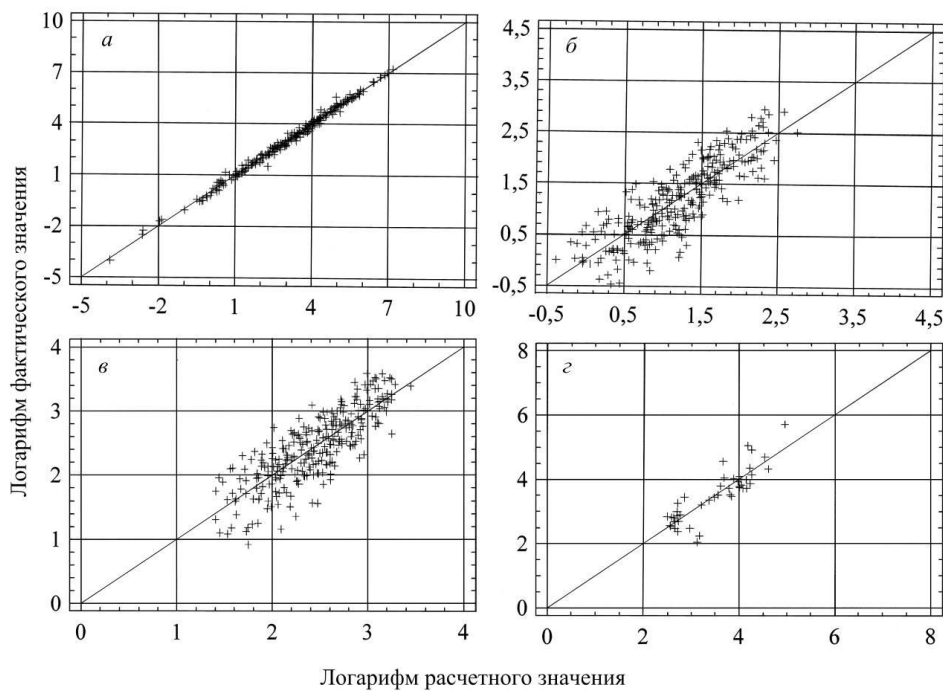 Логарифм фактического значения
а
10
7
4
1
-2
-5
-5 -2 1 4 7 10
б
4,5
3,5
2,5
1,5
0,5
-0,5
-0,5 0,5 1,5 2,5 3,5 4,5
в
4
3
2
1
0
0 1 2 3 4
г
8
6
4
2
0
0 2 4 6 8
Логарифм расчетного значения